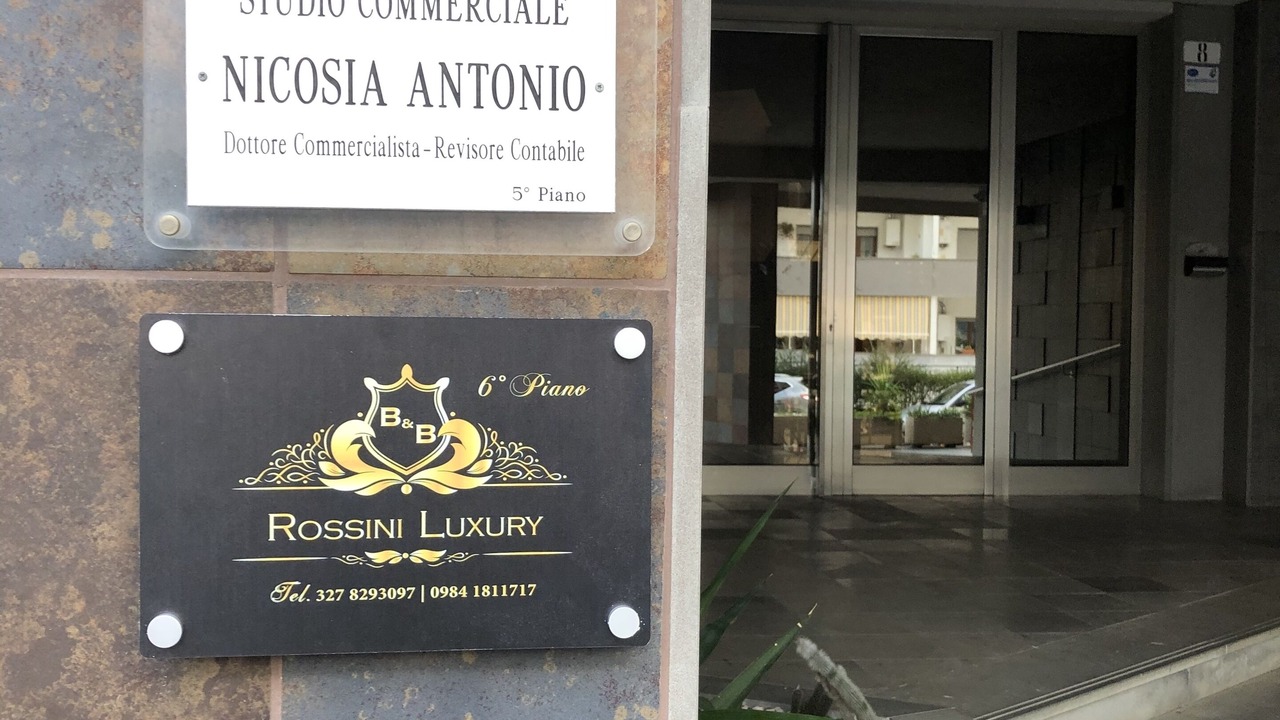 STUDIO COMMERCIALE
NICOSIA ANTONIO
Dottore Commercialista-Revisore Contabile
5° Piano
6° Piano
B&B
ROSSINI LUXURY
Tel. 327 8293097 | 0984 1811717
8